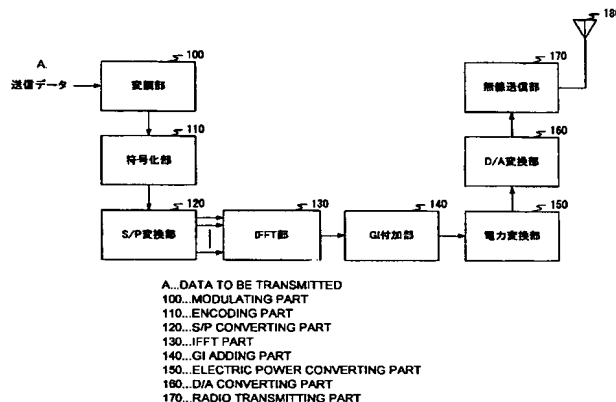 A.
送信データ
100
変調部
110
符号化部
120
S/P変換部
130
IFFT部
140
GI付加部
150
電力変換部
160
D/A変換部
170
無線送信部
180
A...DATA TO BE TRANSMITTED
100...MODULATING PART
110...ENCODING PART
120...S/P CONVERTING PART
130...IFFT PART
140...GI ADDING PART
150...ELECTRIC POWER CONVERTING PART
160...D/A CONVERTING PART
170...RADIO TRANSMITTING PART